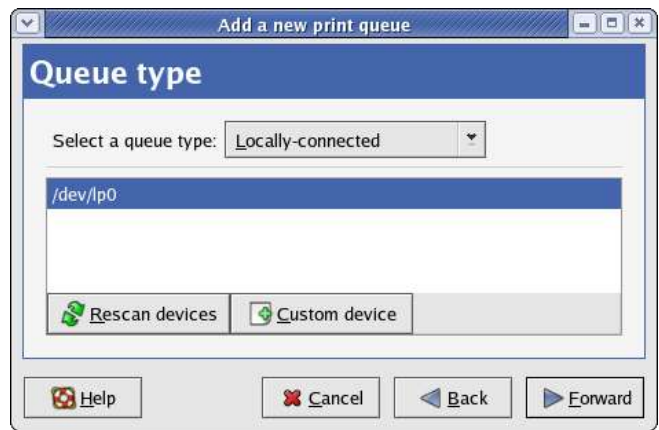 Add a new print queue
Queue type
Select a queue type: Locally-connected
/dev/lp0
Rescan devices Custom device
Help Cancel Back Forward